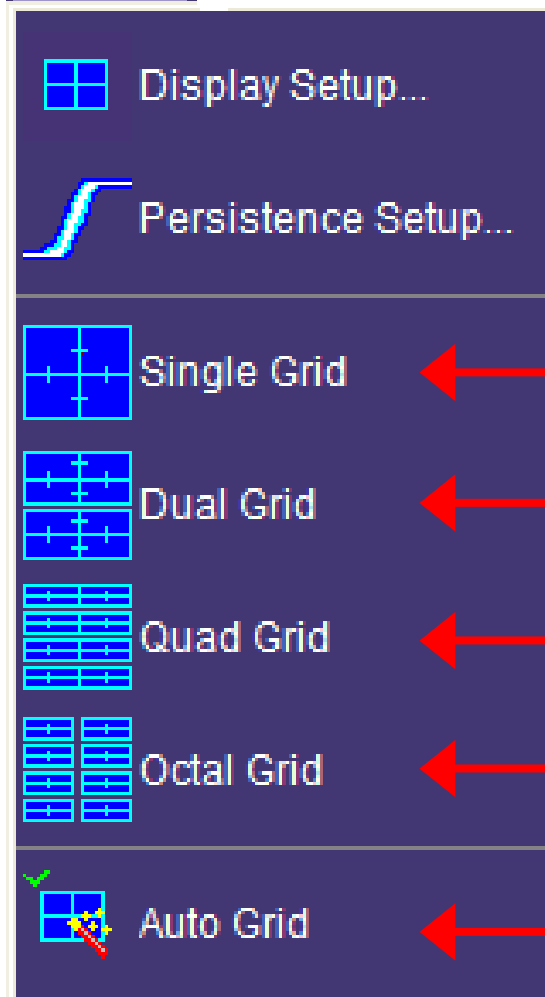 Display Setup...
Persistence Setup...
Single Grid
Dual Grid
Quad Grid
Octal Grid
Auto Grid